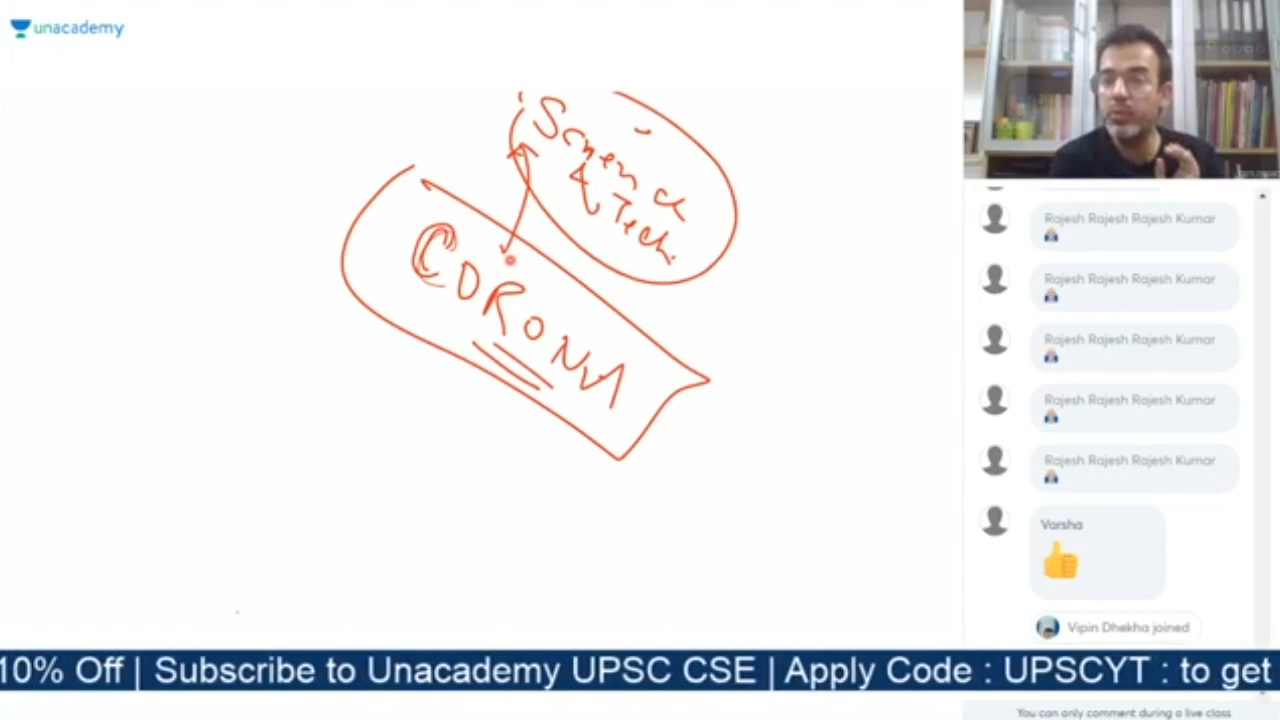 unacademy
Science
& Tech.
CORONA
Rajesh Rajesh Rajesh Kumar
Rajesh Rajesh Rajesh Kumar
Rajesh Rajesh Rajesh Kumar
Rajesh Rajesh Rajesh Kumar
Rajesh Rajesh Rajesh Kumar
Varsha
Vipin Dhekha joined
10% Off | Subscribe to Unacademy UPSC CSE | Apply Code : UPSCYT : to get
You can only comment during a live class